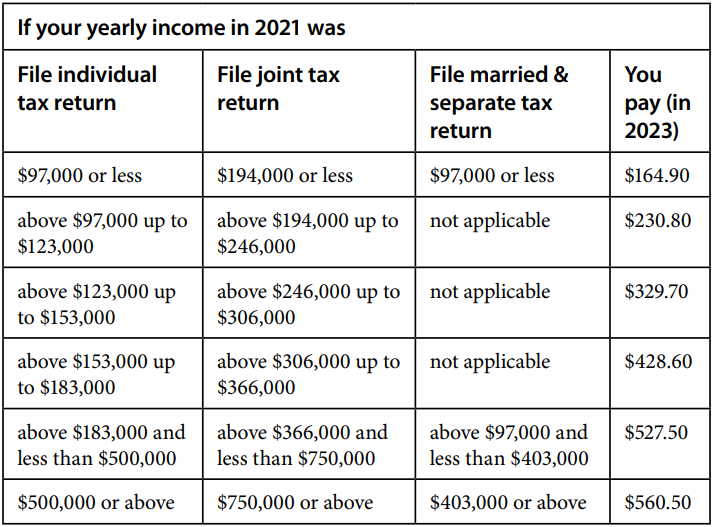 If your yearly income in 2021 was
File individual
tax return
File joint tax
return
File married &
separate tax
return
You
pay (in
2023)
$97,000 or less
$194,000 or less
$97,000 or less
$164.90
above $97,000 up to
$123,000
above $194,000 up to
$246,000
not applicable
$230.80
above $123,000 up
to $153,000
above $246,000 up to
$306,000
not applicable
$329.70
above $153,000 up
to $183,000
above $306,000 up to
$366,000
not applicable
$428.60
above $183,000 and
less than $500,000
above $366,000 and
less than $750,000
above $97,000 and
less than $403,000
$527.50
$500,000 or above
$750,000 or above
$403,000 or above
$560.50